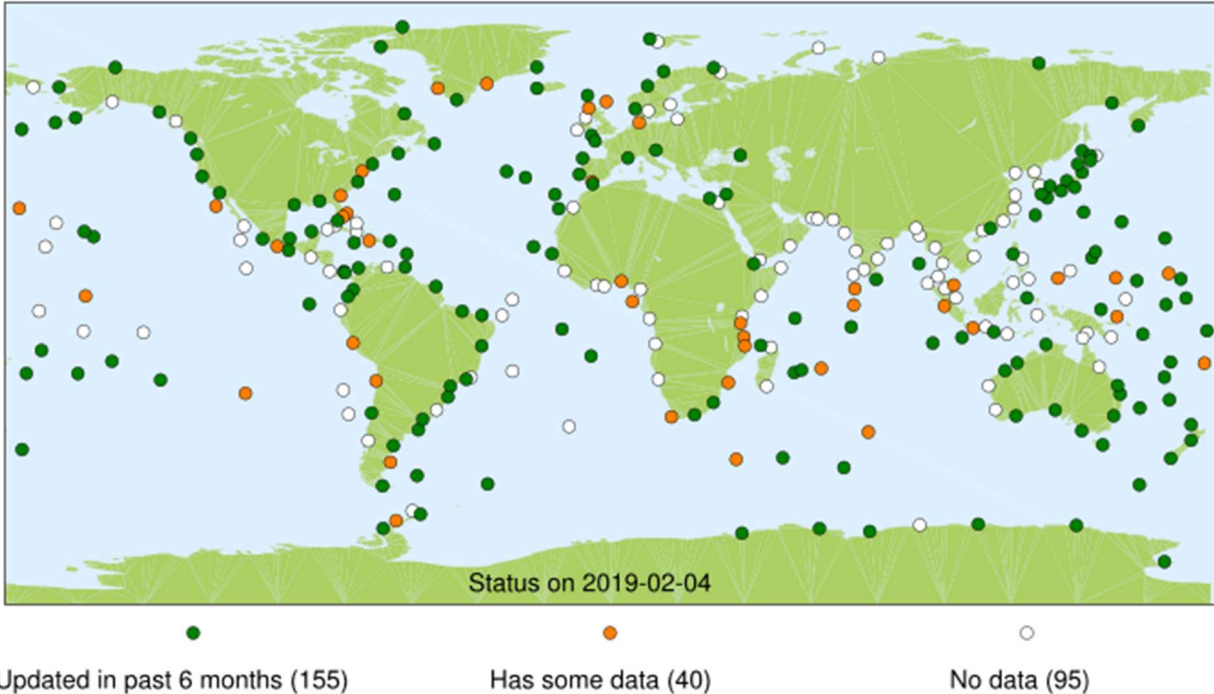 Status on 2019-02-04
Updated in past 6 months (155)
Has some data (40)
No data (95)